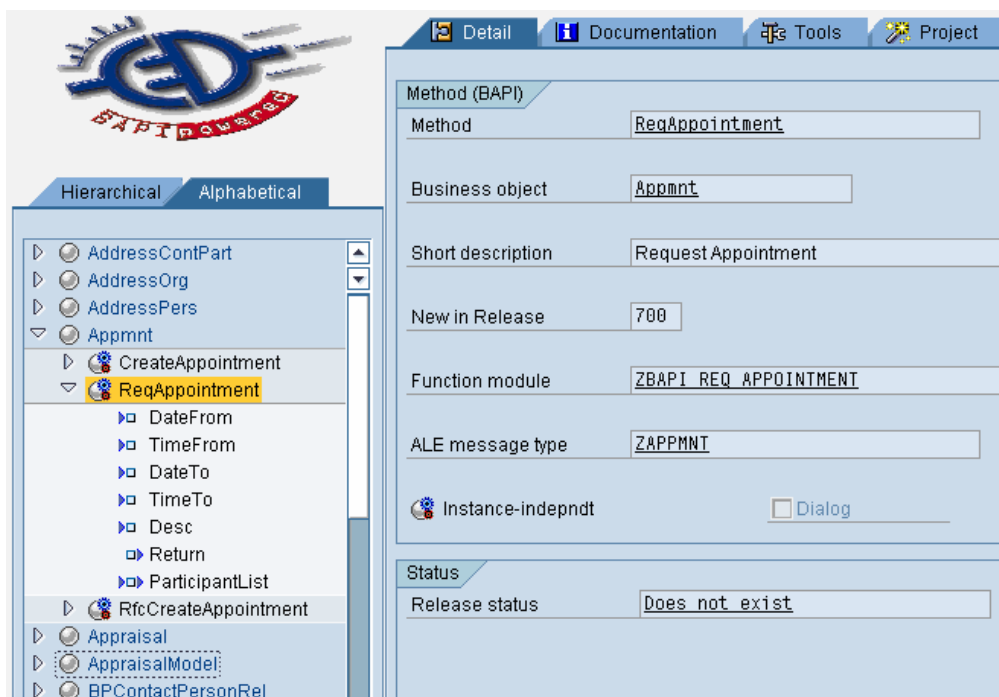 BAPI powered
Hierarchical
Alphabetical
AddressContPart
AddressOrg
AddressPers
Appmnt
CreateAppointment
ReqAppointment
DateFrom
TimeFrom
DateTo
TimeTo
Desc
Return
ParticipantList
RfcCreateAppointment
Appraisal
AppraisalModel
BPContactPersonRel
Detail
Documentation
Tools
Project
Method (BAPI)
Method ReqAppointment
Business object Appmnt
Short description Request Appointment
New in Release 700
Function module ZBAPI_REQ_APPOINTMENT
ALE message type ZAPPMNT
Instance-indepndt Dialog
Status
Release status Does not exist